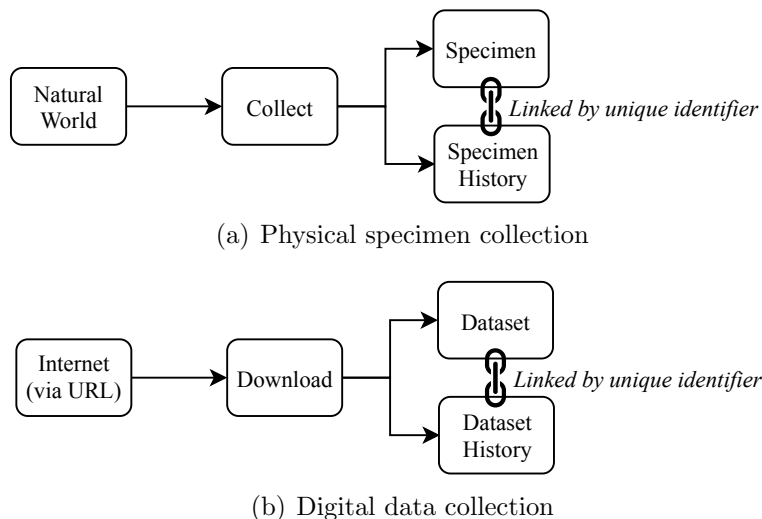 Natural
World
Collect
Specimen
Linked by unique identifier
Specimen
History
(a) Physical specimen collection
Internet
(via URL)
Download
Dataset
Linked by unique identifier
Dataset
History
(b) Digital data collection